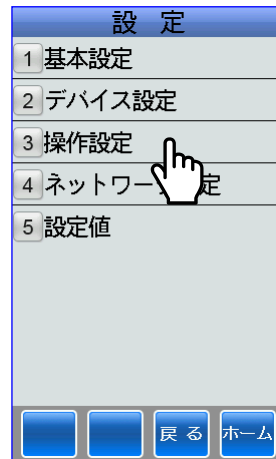 設 定
1 基本設定
2 デバイス設定
3 操作設定
4 ネットワー 定
5 設定値
戻 る ホーム